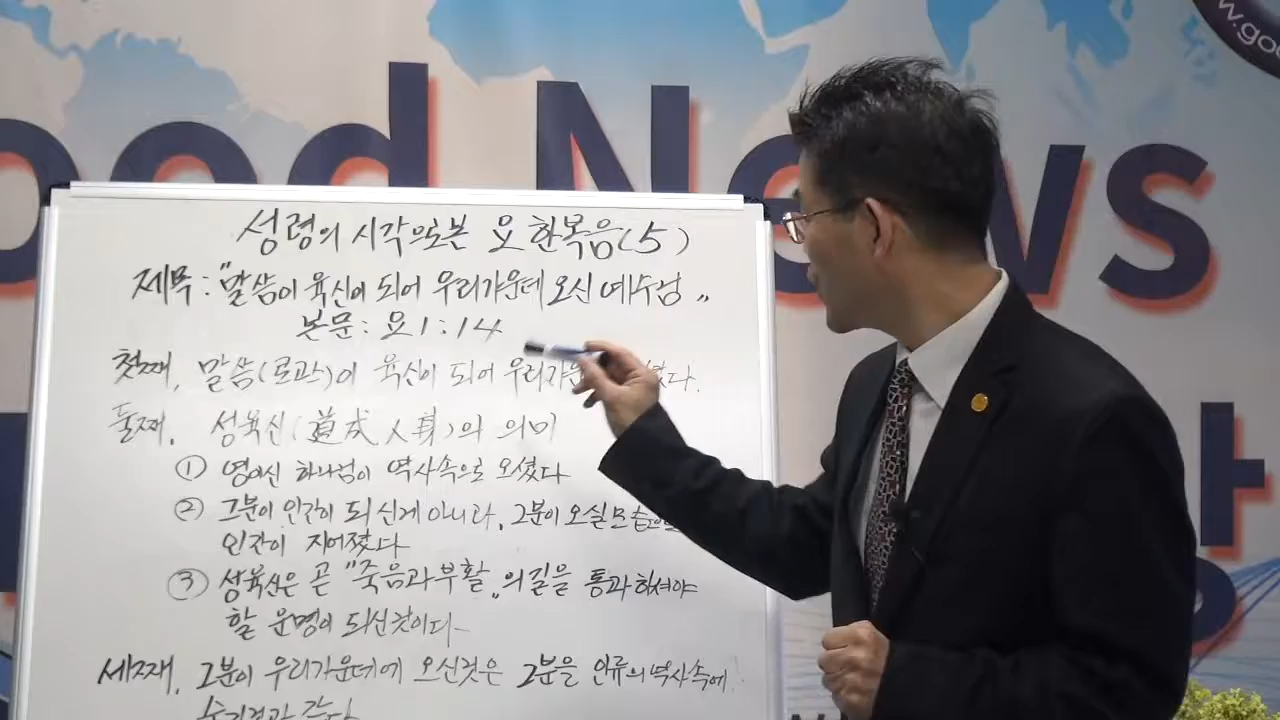 www.goo
Good News
성령의 시각으로본 요한복음(5)
제목: "말씀이 육신이 되어 우리가운데 오신 예수님"
본문: 요1:14
첫째, 말씀(로고스)이 육신이 되어 우리가운 셨다.
둘째, 성육신(道成人身)의 의미
① 영이신 하나님이 역사속으로 오셨다
② 그분이 인간이 되신게 아니라, 그분이 오실모습으로
인간이 지어졌다
③ 성육신은 곧 "죽음과 부활"의길을 통과하셔야
할 운명이 되신것이다
세째, 그분이 우리가운데에 오신것은 그분을 인류의역사속에